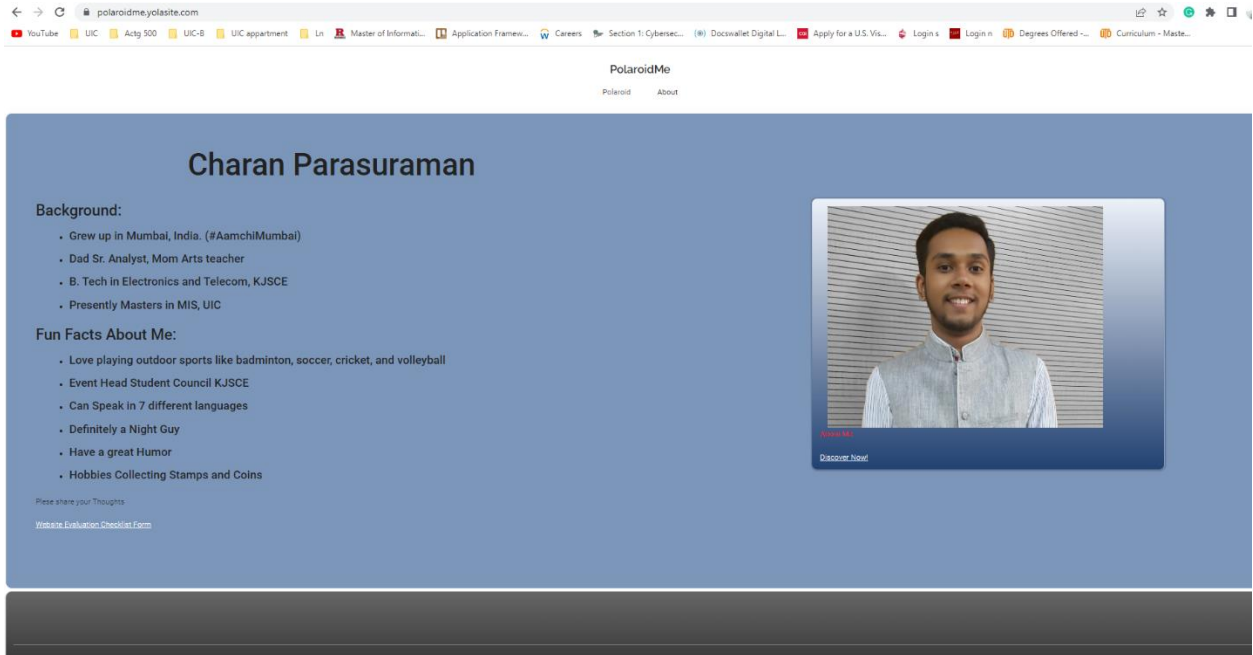 polaroidme.yolasite.com
YouTube UIC Actg 500 UIC-B UIC appartment Ln Master of Informati... Application Framew... Careers Section 1: Cybersec... Docswallet Digital L... Apply for a U.S. Vis... Login s Login n Degrees Offered -... Curriculum - Maste...
PolaroidMe
Polaroid About
Charan Parasuraman
Background:
• Grew up in Mumbai, India. (#AamchiMumbai)
• Dad Sr. Analyst, Mom Arts teacher
• B. Tech in Electronics and Telecom, KJSCE
• Presently Masters in MIS, UIC
Fun Facts About Me:
• Love playing outdoor sports like badminton, soccer, cricket, and volleyball
• Event Head Student Council KJSCE
• Can Speak in 7 different languages
• Definitely a Night Guy
• Have a great Humor
• Hobbies Collecting Stamps and Coins
Plese share your Thoughts
Website Evaluation Checklist Form
About Me
Discover Now!